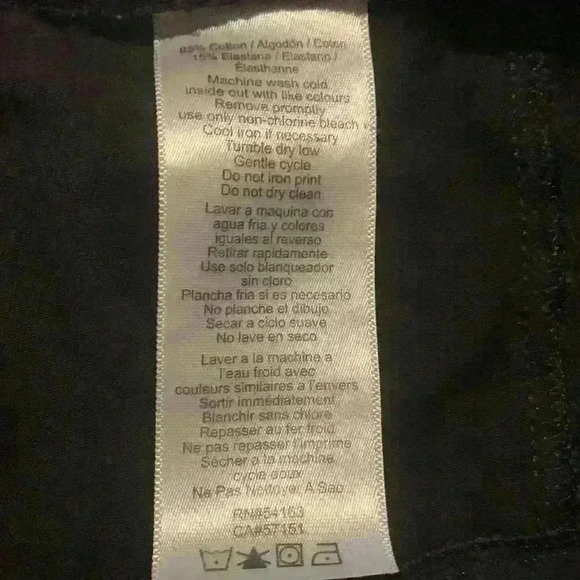 85% Cotton / Algodón / Coton
15% Elastane / Elastano /
Élasthanne
Machine wash cold
inside out with like colours
Remove promptly
use only non-chlorine bleach
Cool iron if necessary
Tumble dry low
Gentle cycle
Do not iron print
Do not dry clean
Lavar a maquina con
agua fria y colores
iguales al reverso
Retirar rapidamente
Use solo blanqueador
sin cloro
Plancha fria si es necesario
No planche el dibujo
Secar a ciclo suave
No lave en seco
Laver a la machine a
l'eau froid avec
couleurs similaires a l'envers
Sortir immédiatement
Blanchir sans chlore
Repasser au fer froid
Ne pas repasser l'imprime
Sécher a la machine
cycle doux
Ne Pas Nettoyer A Sec
RN#54163
CA#57151